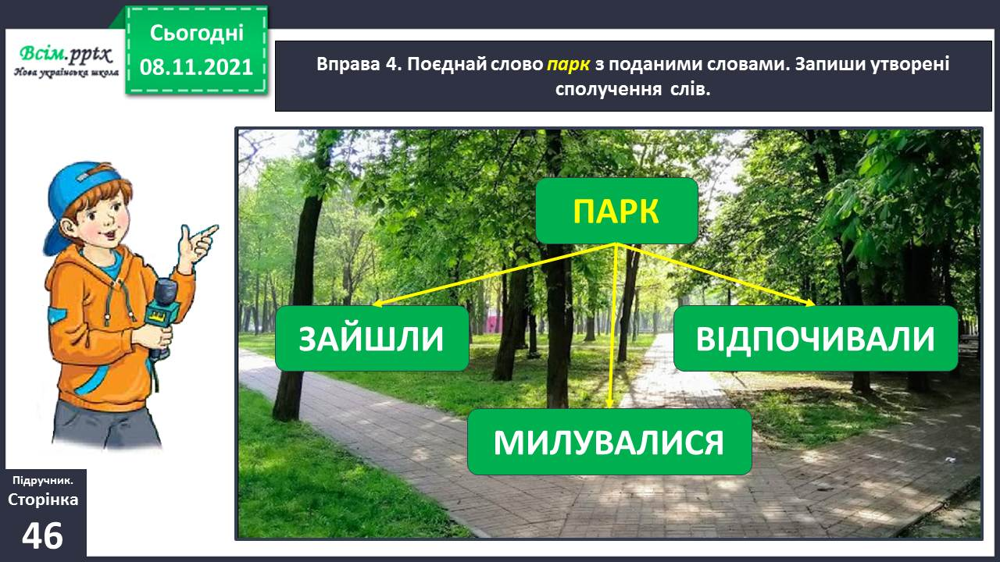 Сьогодні
08.11.2021
Всім.pptx
Нова українська школа
Вправа 4. Поєднай слово парк з поданими словами. Запиши утворені
сполучення слів.
ПАРК
ЗАЙШЛИ
ВІДПОЧИВАЛИ
МИЛУВАЛИСЯ
Підручник.
Сторінка
46